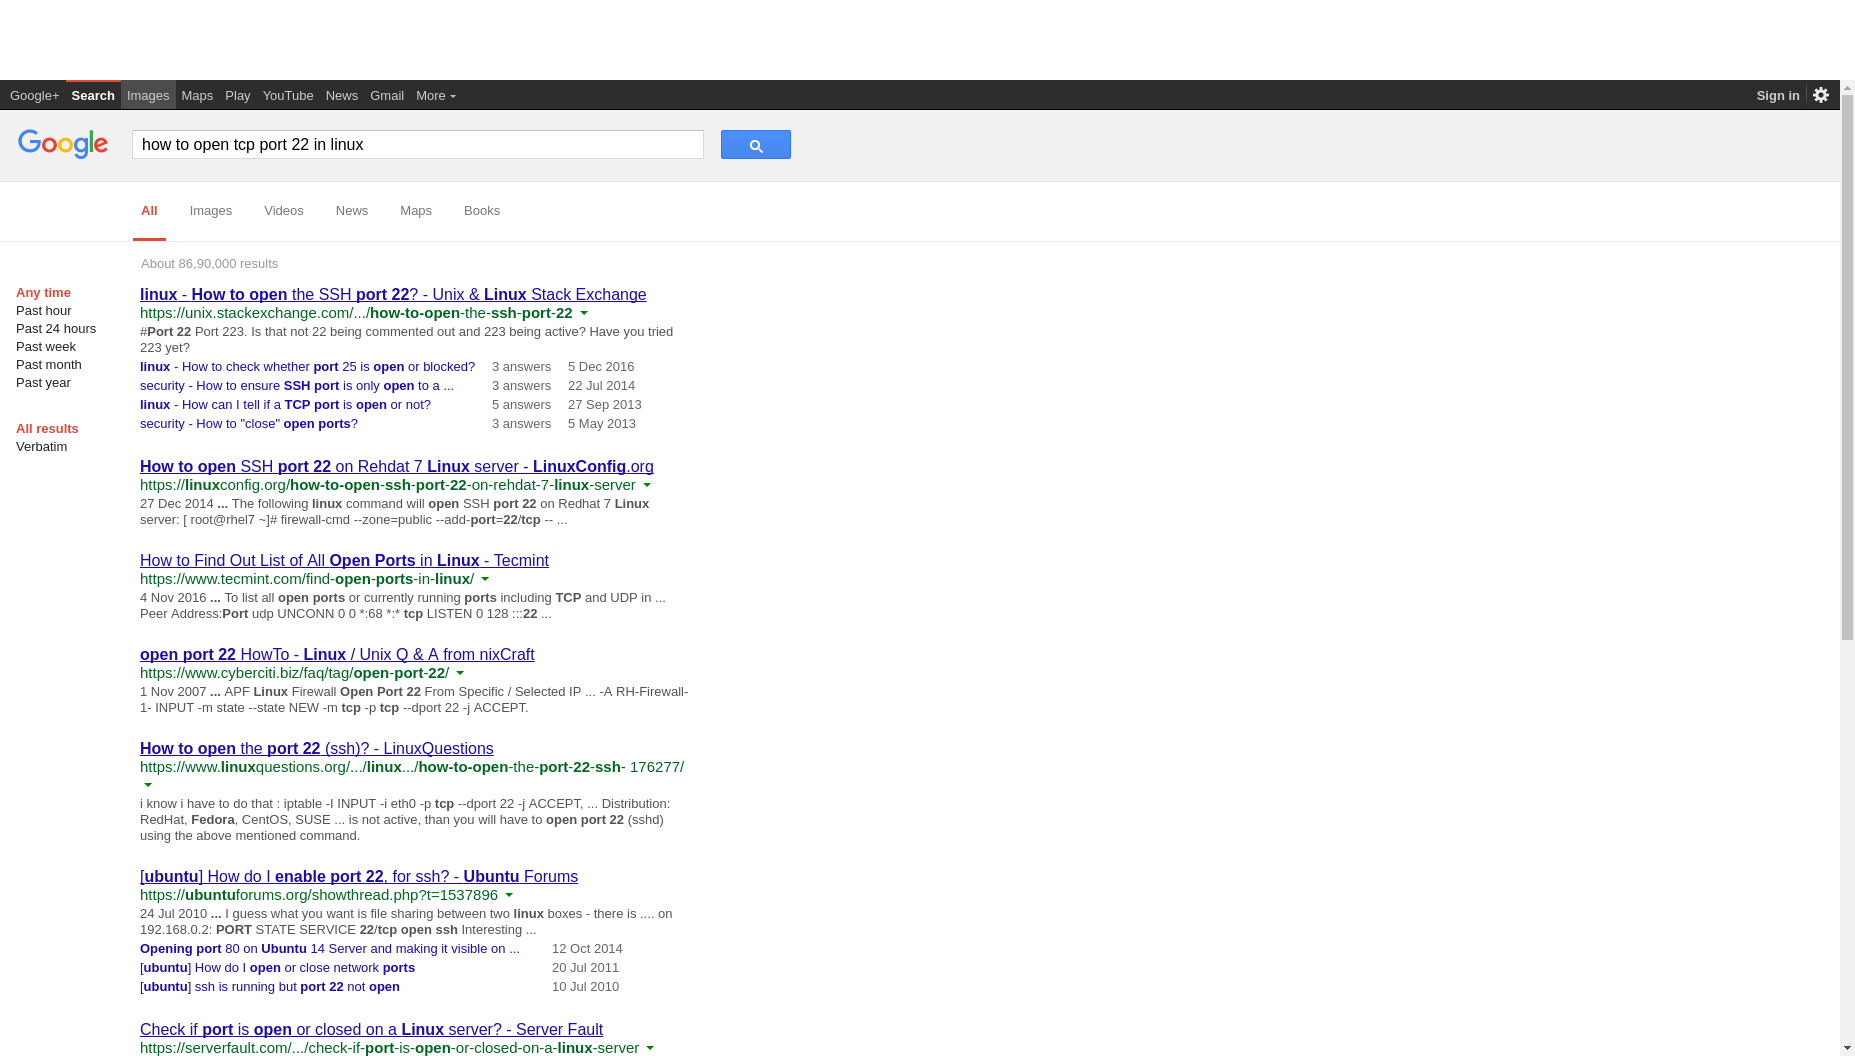 Google+ Search Images Maps Play YouTube News Gmail More Sign in
Google how to open tcp port 22 in linux
All Images Videos News Maps Books
About 86,90,000 results
Any time
Past hour
Past 24 hours
Past week
Past month
Past year
All results
Verbatim
linux - How to open the SSH port 22? - Unix & Linux Stack Exchange
https://unix.stackexchange.com/.../how-to-open-the-ssh-port-22
#Port 22 Port 223. Is that not 22 being commented out and 223 being active? Have you tried
223 yet?
linux - How to check whether port 25 is open or blocked? 3 answers 5 Dec 2016
security - How to ensure SSH port is only open to a ... 3 answers 22 Jul 2014
linux - How can I tell if a TCP port is open or not? 5 answers 27 Sep 2013
security - How to "close" open ports? 3 answers 5 May 2013
How to open SSH port 22 on Rehdat 7 Linux server - LinuxConfig.org
https://linuxconfig.org/how-to-open-ssh-port-22-on-rehdat-7-linux-server
27 Dec 2014 ... The following linux command will open SSH port 22 on Redhat 7 Linux
server: [ root@rhel7 ~]# firewall-cmd --zone=public --add-port=22/tcp -- ...
How to Find Out List of All Open Ports in Linux - Tecmint
https://www.tecmint.com/find-open-ports-in-linux/
4 Nov 2016 ... To list all open ports or currently running ports including TCP and UDP in ...
Peer Address:Port udp UNCONN 0 0 *:68 *:* tcp LISTEN 0 128 :::22 ...
open port 22 HowTo - Linux / Unix Q & A from nixCraft
https://www.cyberciti.biz/faq/tag/open-port-22/
1 Nov 2007 ... APF Linux Firewall Open Port 22 From Specific / Selected IP ... -A RH-Firewall-
1- INPUT -m state --state NEW -m tcp -p tcp --dport 22 -j ACCEPT.
How to open the port 22 (ssh)? - LinuxQuestions
https://www.linuxquestions.org/.../linux.../how-to-open-the-port-22-ssh- 176277/
i know i have to do that : iptable -I INPUT -i eth0 -p tcp --dport 22 -j ACCEPT, ... Distribution:
RedHat, Fedora, CentOS, SUSE ... is not active, than you will have to open port 22 (sshd)
using the above mentioned command.
[ubuntu] How do I enable port 22, for ssh? - Ubuntu Forums
https://ubuntuforums.org/showthread.php?t=1537896
24 Jul 2010 ... I guess what you want is file sharing between two linux boxes - there is .... on
192.168.0.2: PORT STATE SERVICE 22/tcp open ssh Interesting ...
Opening port 80 on Ubuntu 14 Server and making it visible on ... 12 Oct 2014
[ubuntu] How do I open or close network ports 20 Jul 2011
[ubuntu] ssh is running but port 22 not open 10 Jul 2010
Check if port is open or closed on a Linux server? - Server Fault
https://serverfault.com/.../check-if-port-is-open-or-closed-on-a-linux-server